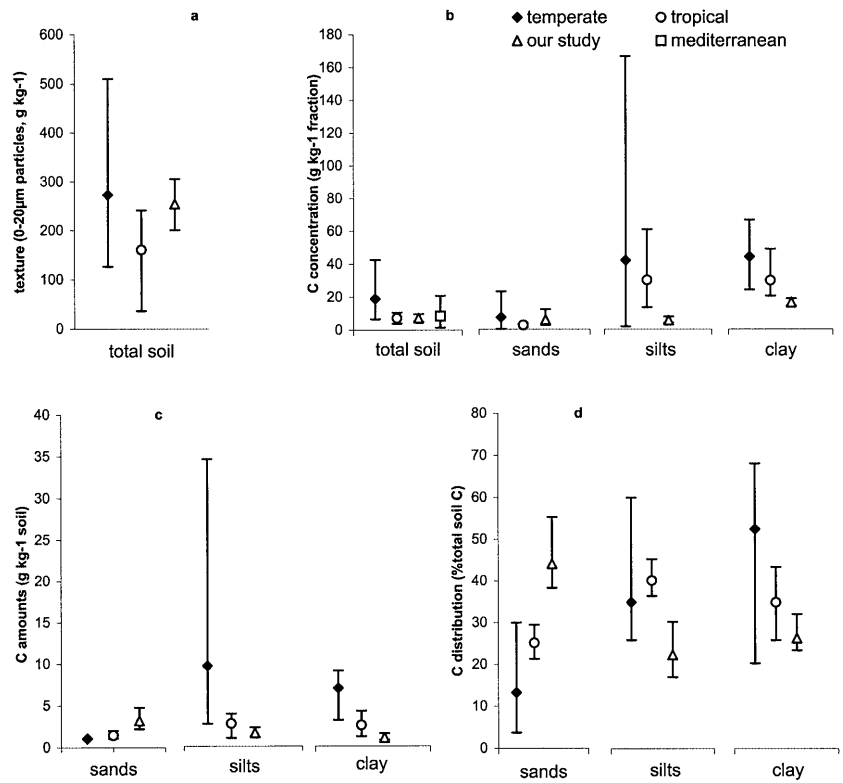 a
600
500
400
300
200
100
0
texture (0-20µm particles, g kg-1)
total soil
b
temperate
tropical
our study
mediterranean
180
160
140
120
100
80
60
40
20
0
C concentration (g kg-1 fraction)
total soil
sands
silts
clay
c
40
35
30
25
20
15
10
5
0
C amounts (g kg-1 soil)
sands
silts
clay
d
80
70
60
50
40
30
20
10
0
C distribution (%total soil C)
sands
silts
clay